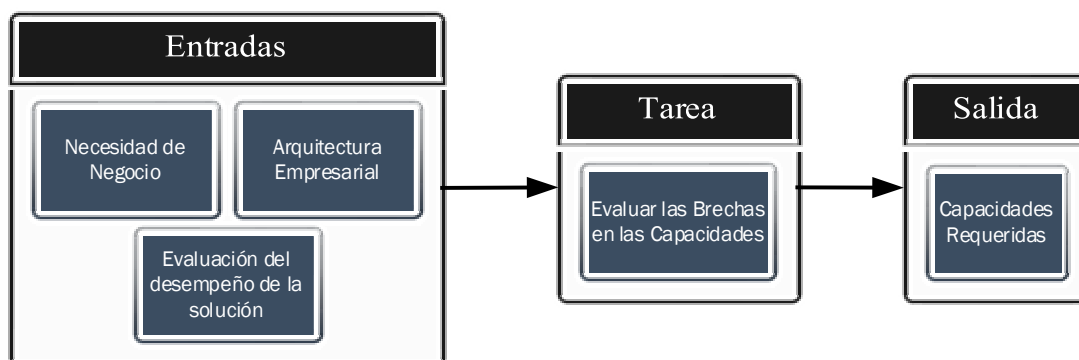 Entradas
Necesidad de
Negocio
Arquitectura
Empresarial
Evaluación del
desempeño de la
solución
Tarea
Evaluar las Brechas
en las Capacidades
Salida
Capacidades
Requeridas